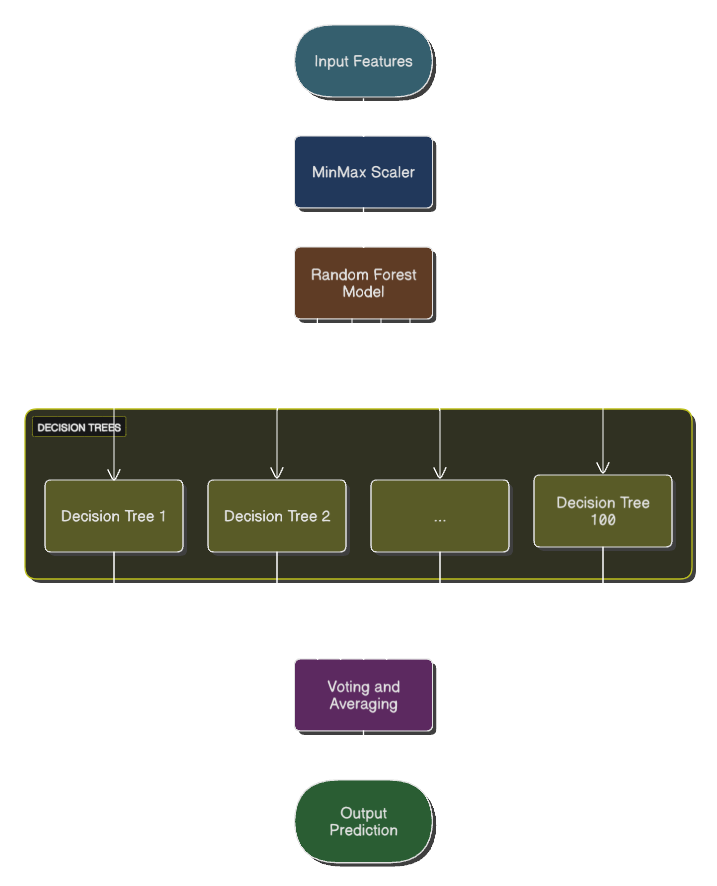 Input Features
MinMax Scaler
Random Forest
Model
DECISION TREES
Decision Tree 1
Decision Tree 2
...
Decision Tree
100
Voting and
Averaging
Output
Prediction